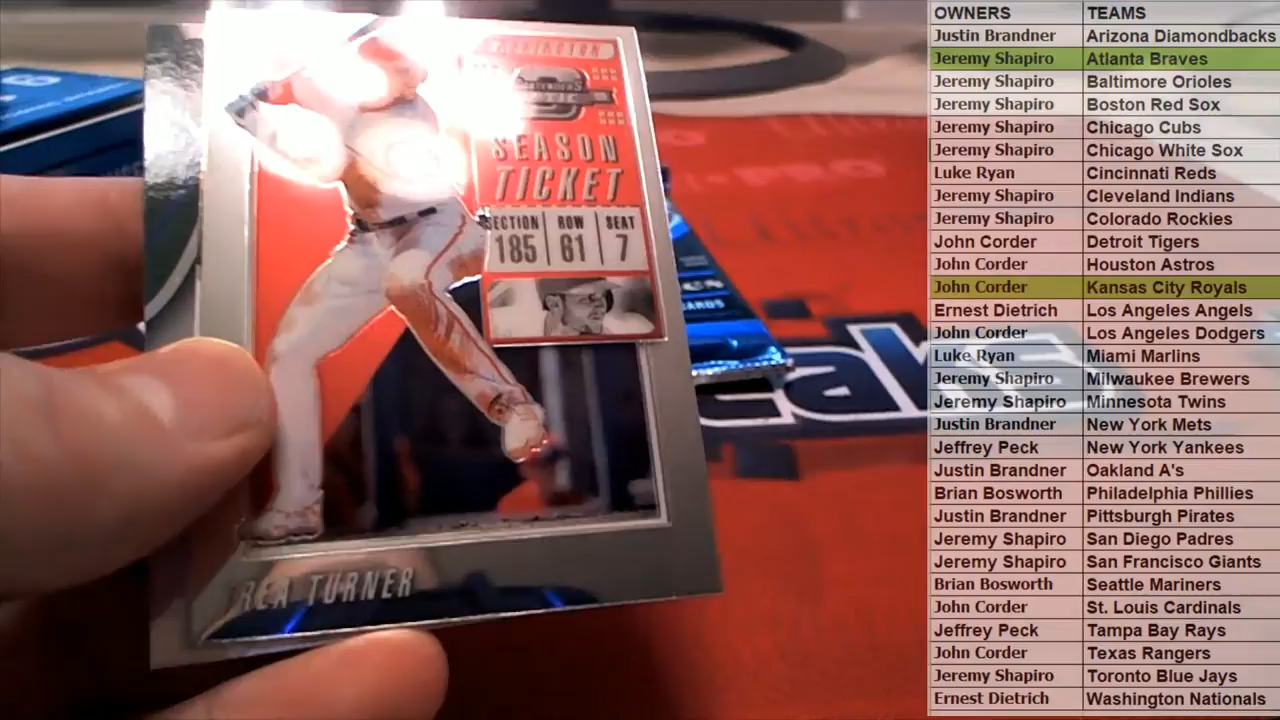 SEASON
TICKET
SECTION ROW SEAT
185 61 7
REA TURNER
OWNERS TEAMS
Justin Brandner Arizona Diamondbacks
Jeremy Shapiro Atlanta Braves
Jeremy Shapiro Baltimore Orioles
Jeremy Shapiro Boston Red Sox
Jeremy Shapiro Chicago Cubs
Jeremy Shapiro Chicago White Sox
Luke Ryan Cincinnati Reds
Jeremy Shapiro Cleveland Indians
Jeremy Shapiro Colorado Rockies
John Corder Detroit Tigers
John Corder Houston Astros
John Corder Kansas City Royals
Ernest Dietrich Los Angeles Angels
John Corder Los Angeles Dodgers
Luke Ryan Miami Marlins
Jeremy Shapiro Milwaukee Brewers
Jeremy Shapiro Minnesota Twins
Justin Brandner New York Mets
Jeffrey Peck New York Yankees
Justin Brandner Oakland A's
Brian Bosworth Philadelphia Phillies
Justin Brandner Pittsburgh Pirates
Jeremy Shapiro San Diego Padres
Jeremy Shapiro San Francisco Giants
Brian Bosworth Seattle Mariners
John Corder St. Louis Cardinals
Jeffrey Peck Tampa Bay Rays
John Corder Texas Rangers
Jeremy Shapiro Toronto Blue Jays
Ernest Dietrich Washington Nationals